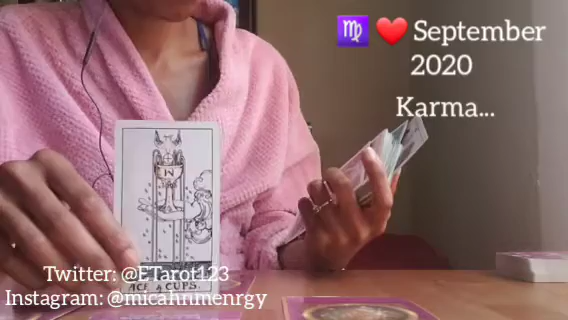 ♍ ❤️ September
2020
Karma...
ACE of CUPS.
Twitter: @ETarot123
Instagram: @micahnmenrgy